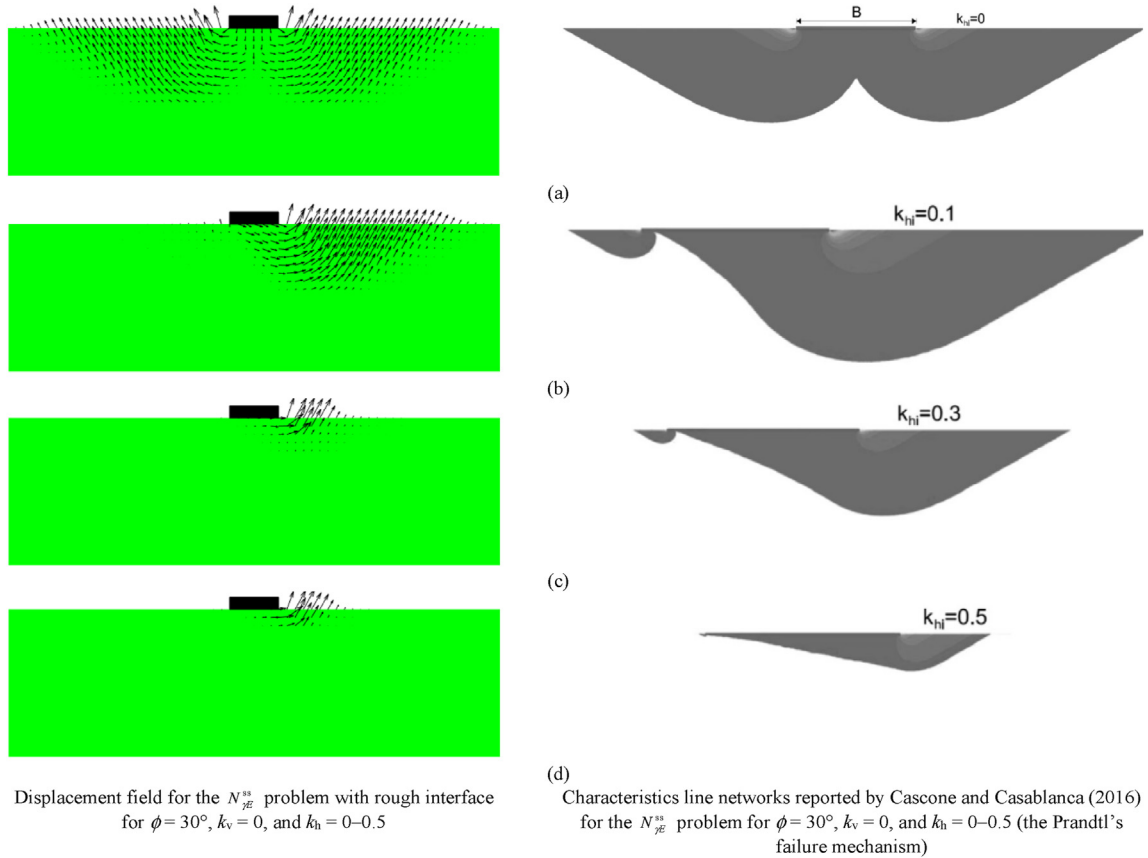 B
k_hi=0
(a)
k_hi=0.1
(b)
k_hi=0.3
(c)
k_hi=0.5
(d)
Displacement field for the N_γE^ss problem with rough interface
for ϕ = 30°, k_v = 0, and k_h = 0–0.5
Characteristics line networks reported by Cascone and Casablanca (2016)
for the N_γE^ss problem for ϕ = 30°, k_v = 0, and k_h = 0–0.5 (the Prandtl’s
failure mechanism)